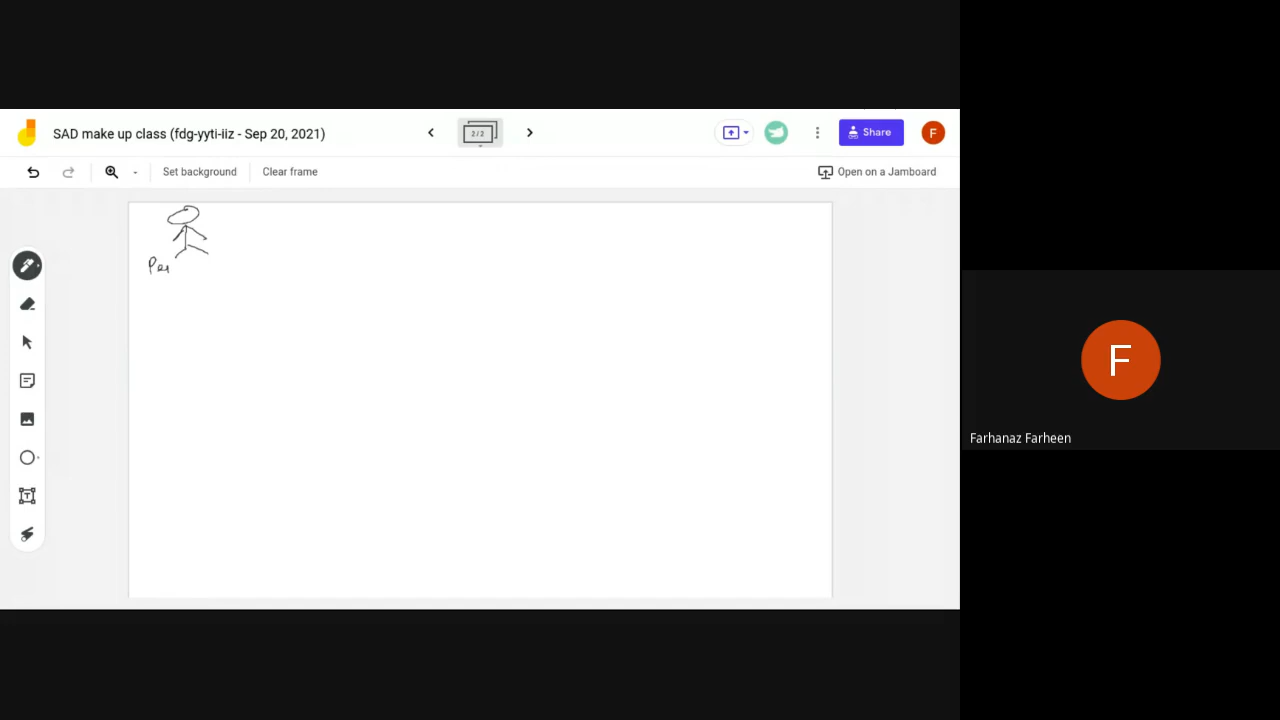 SAD make up class (fdg-yyti-iiz - Sep 20, 2021)
2/2
Share
F
Set background
Clear frame
Open on a Jamboard
Pa
F
Farhanaz Farheen